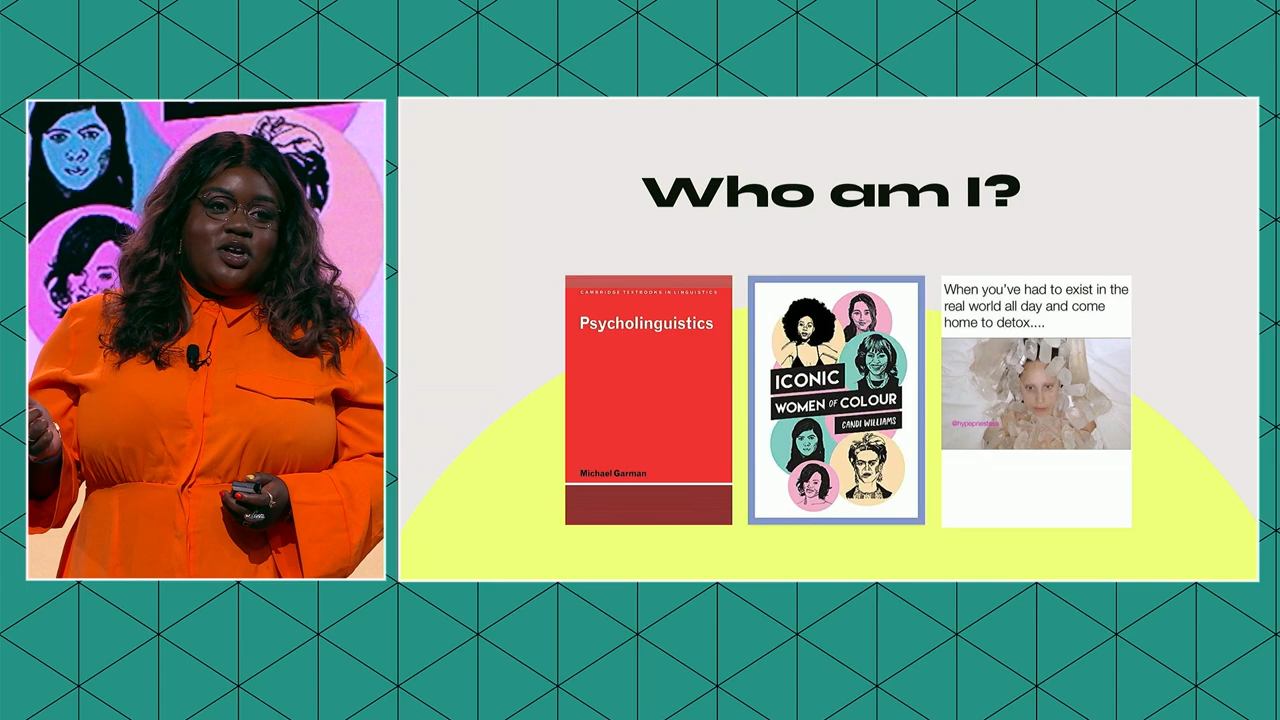 Who am I?
CAMBRIDGE TEXTBOOKS IN LINGUISTICS
Psycholinguistics
Michael Garman
ICONIC
WOMEN OF COLOUR
CANDI WILLIAMS
When you've had to exist in the
real world all day and come
home to detox....
@hypepriestess